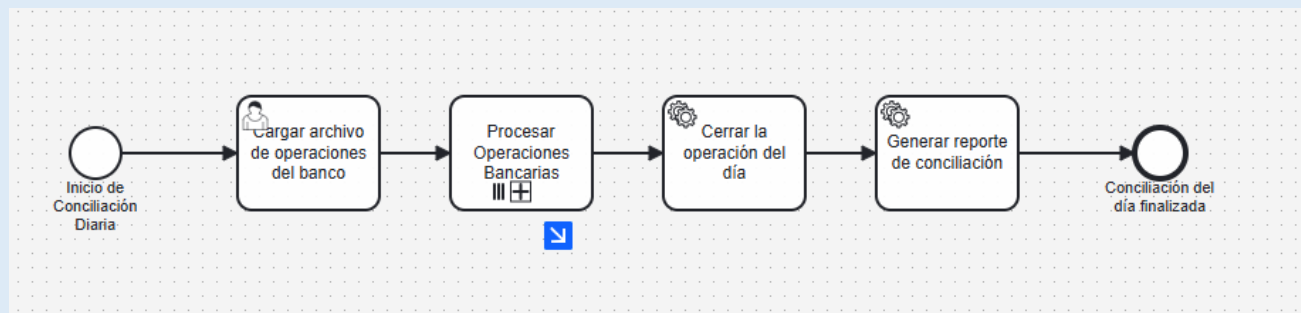 Inicio de
Conciliación
Diaria
Cargar archivo
de operaciones
del banco
Procesar
Operaciones
Bancarias
Cerrar la
operación del
día
Generar reporte
de conciliación
Conciliación del
día finalizada